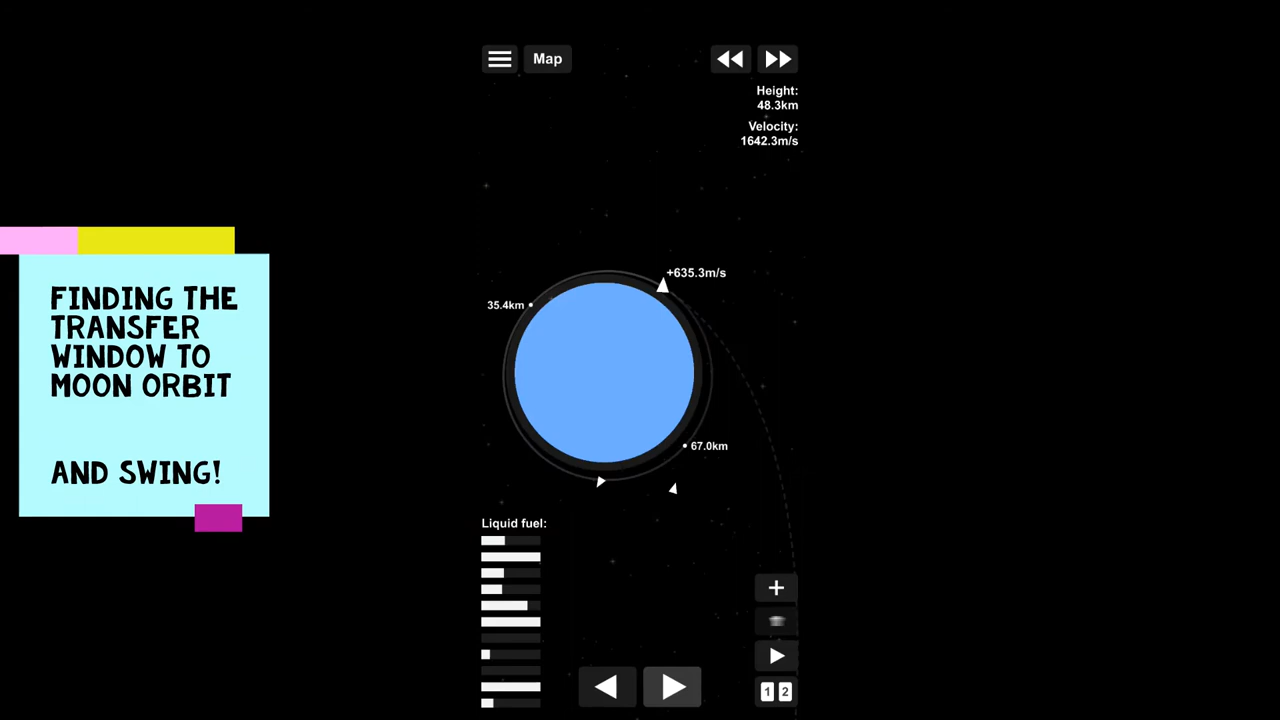 Map
Height:
48.3km
Velocity:
1642.3m/s
+635.3m/s
35.4km
67.0km
FINDING THE
TRANSFER
WINDOW TO
MOON ORBIT
AND SWING!
Liquid fuel:
1 2